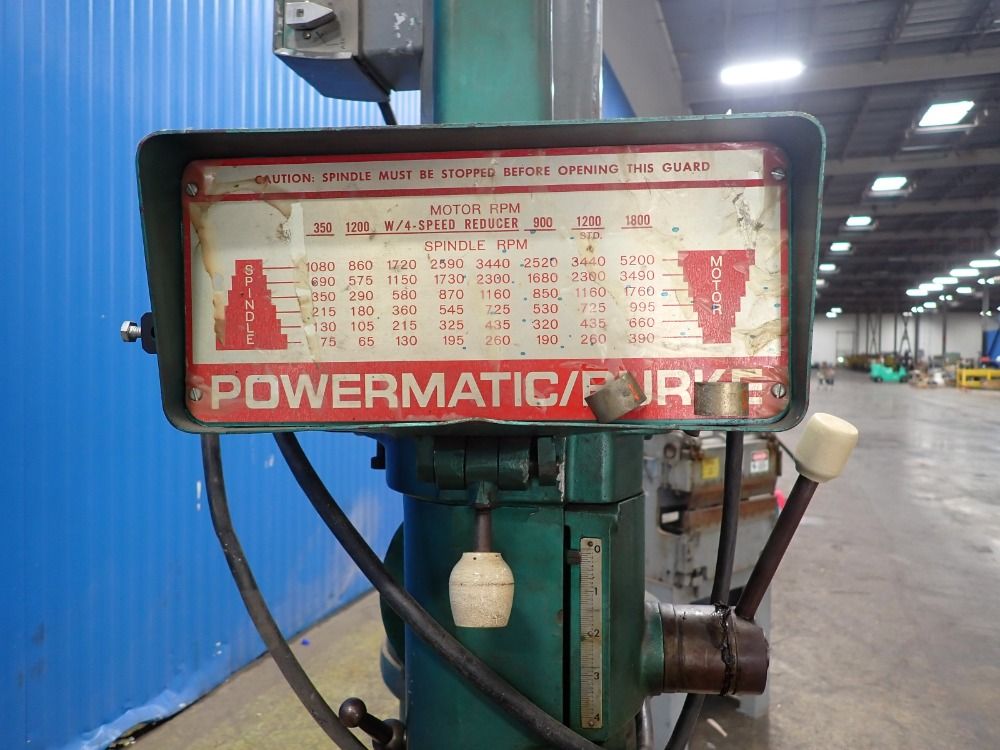 CAUTION: SPINDLE MUST BE STOPPED BEFORE OPENING THIS GUARD
MOTOR RPM
350 1200 W/4-SPEED REDUCER 900 1200 1800
STD.
SPINDLE RPM
SPINDLE
1080 860 1720 2590 3440 2520 3440 5200
690 575 1150 1730 2300 1680 2300 3490
350 290 580 870 1160 850 1160 1760
215 180 360 545 725 530 725 995
130 105 215 325 435 320 435 660
75 65 130 195 260 190 260 390
MOTOR
POWERMATIC/BURKE
0
1
2
3
4